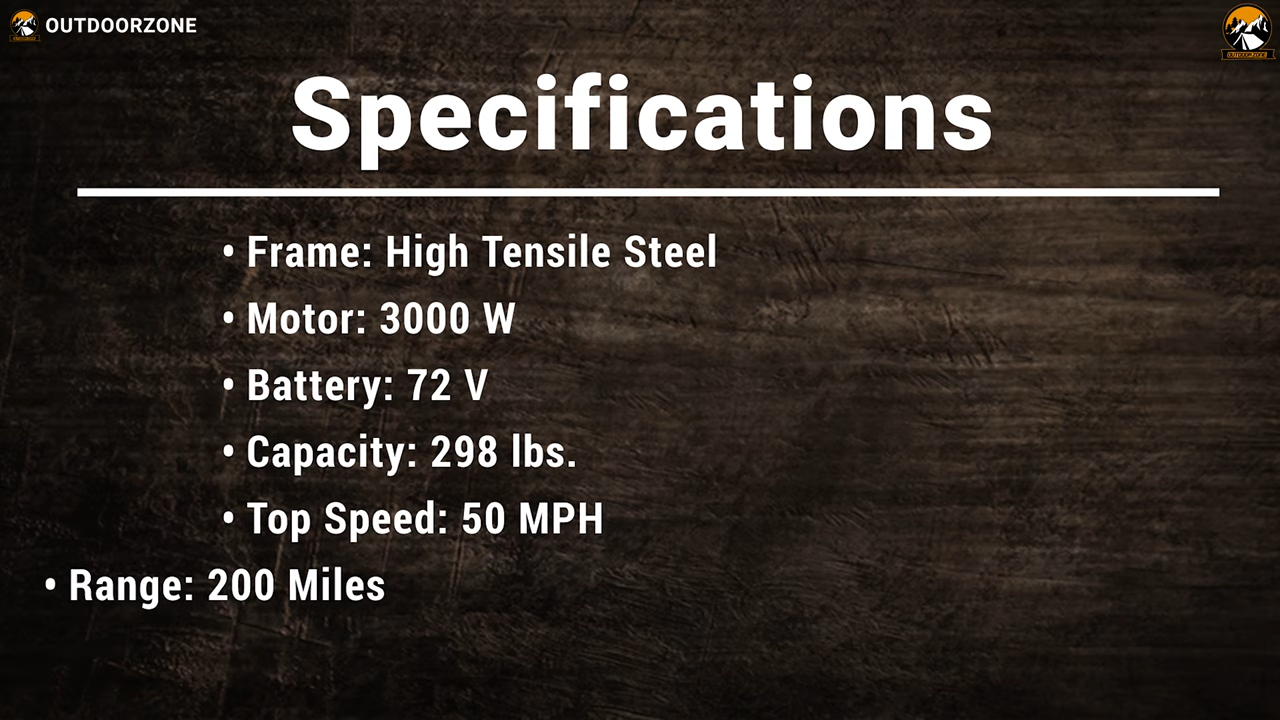 OUTDOORZONE
OUTDOORZONE
Specifications
• Frame: High Tensile Steel
• Motor: 3000 W
• Battery: 72 V
• Capacity: 298 lbs.
• Top Speed: 50 MPH
• Range: 200 Miles